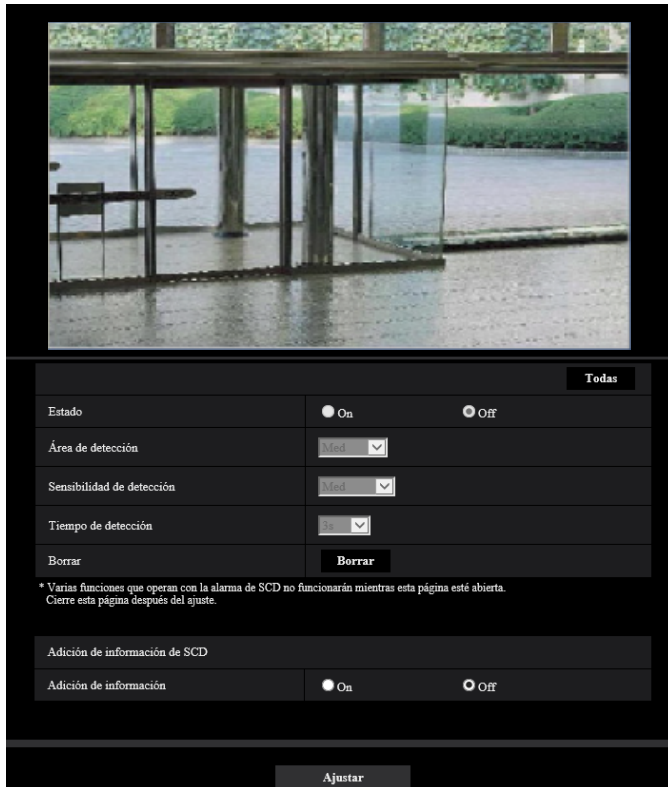 Todas
Estado On Off
Área de detección Med
Sensibilidad de detección Med
Tiempo de detección 3s
Borrar Borrar
* Varias funciones que operan con la alarma de SCD no funcionarán mientras esta página esté abierta.
Cierre esta página después del ajuste.
Adición de información de SCD
Adición de información On Off
Ajustar